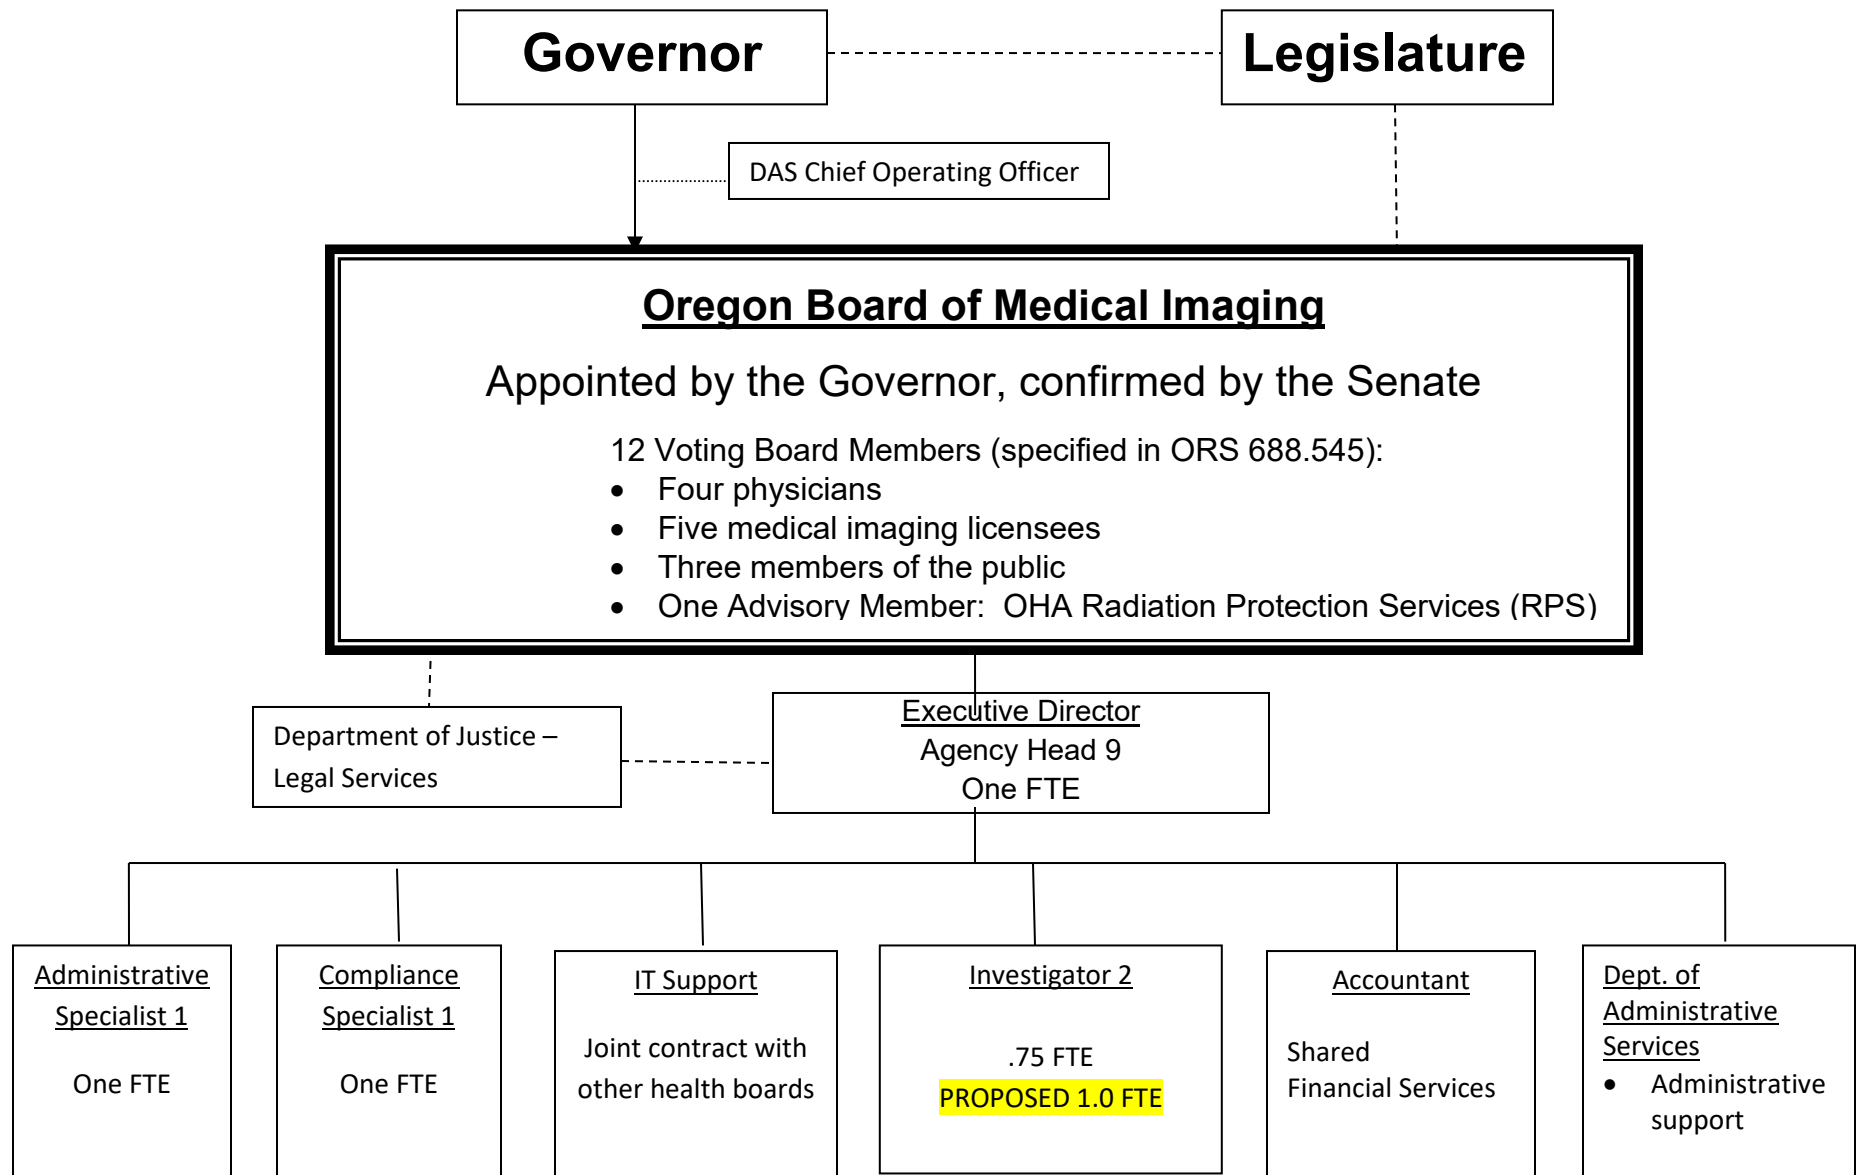 Governor
Legislature
DAS Chief Operating Officer
Oregon Board of Medical Imaging
Appointed by the Governor, confirmed by the Senate
12 Voting Board Members (specified in ORS 688.545):
• Four physicians
• Five medical imaging licensees
• Three members of the public
• One Advisory Member: OHA Radiation Protection Services (RPS)
Department of Justice –
Legal Services
Executive Director
Agency Head 9
One FTE
Administrative
Specialist 1
One FTE
Compliance
Specialist 1
One FTE
IT Support
Joint contract with
other health boards
Investigator 2
.75 FTE
PROPOSED 1.0 FTE
Accountant
Shared
Financial Services
Dept. of
Administrative
Services
• Administrative
support